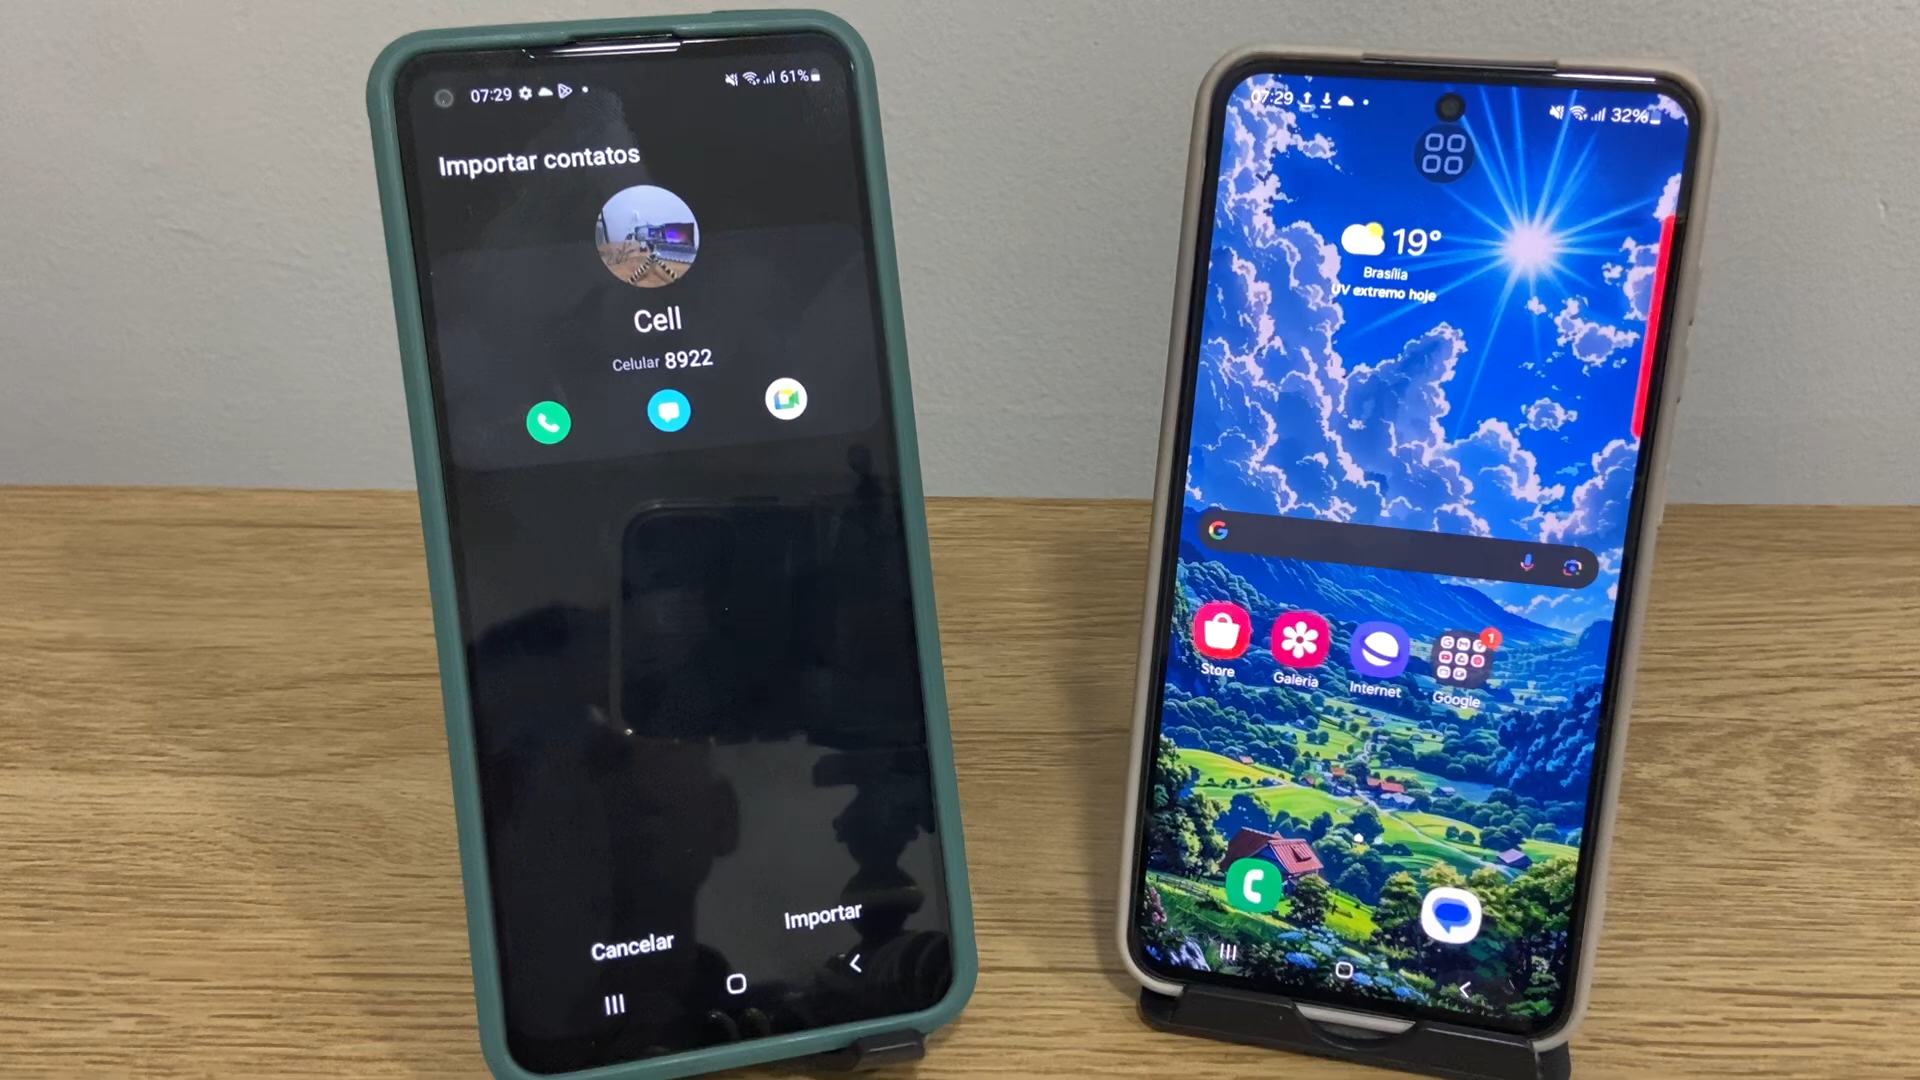 07:29
61%
Importar contatos
Cell
Celular 8922
Importar
Cancelar
07:29
32%
19°
Brasília
UV extremo hoje
G
Store
Galeria
Internet
Google
1